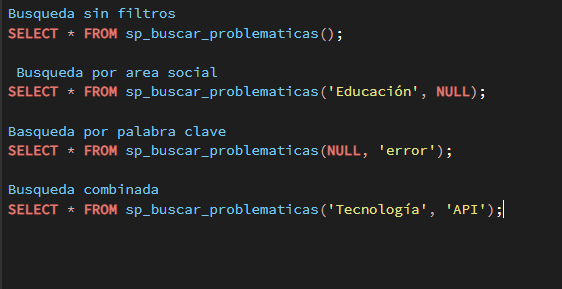 Busqueda sin filtros
SELECT * FROM sp_buscar_problematicas();
Busqueda por area social
SELECT * FROM sp_buscar_problematicas('Educación', NULL);
Basqueda por palabra clave
SELECT * FROM sp_buscar_problematicas(NULL, 'error');
Busqueda combinada
SELECT * FROM sp_buscar_problematicas('Tecnología', 'API');